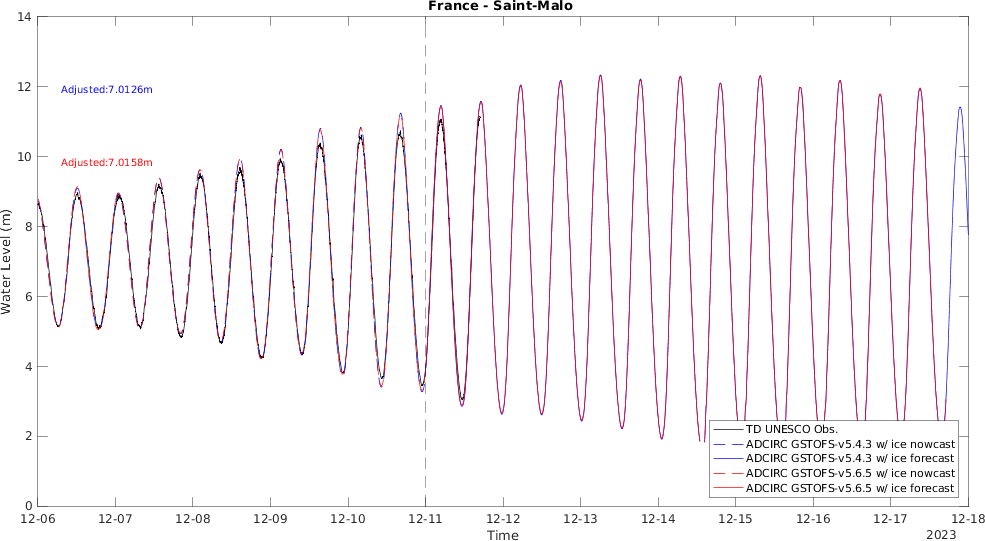 France - Saint-Malo
14
12
10
8
6
4
2
0
Water Level (m)
Adjusted:7.0126m
Adjusted:7.0158m
TD UNESCO Obs.
ADCIRC GSTOFS-v5.4.3 w/ ice nowcast
ADCIRC GSTOFS-v5.4.3 w/ ice forecast
ADCIRC GSTOFS-v5.6.5 w/ ice nowcast
ADCIRC GSTOFS-v5.6.5 w/ ice forecast
12-06 12-07 12-08 12-09 12-10 12-11 12-12 12-13 12-14 12-15 12-16 12-17 12-18
Time
2023